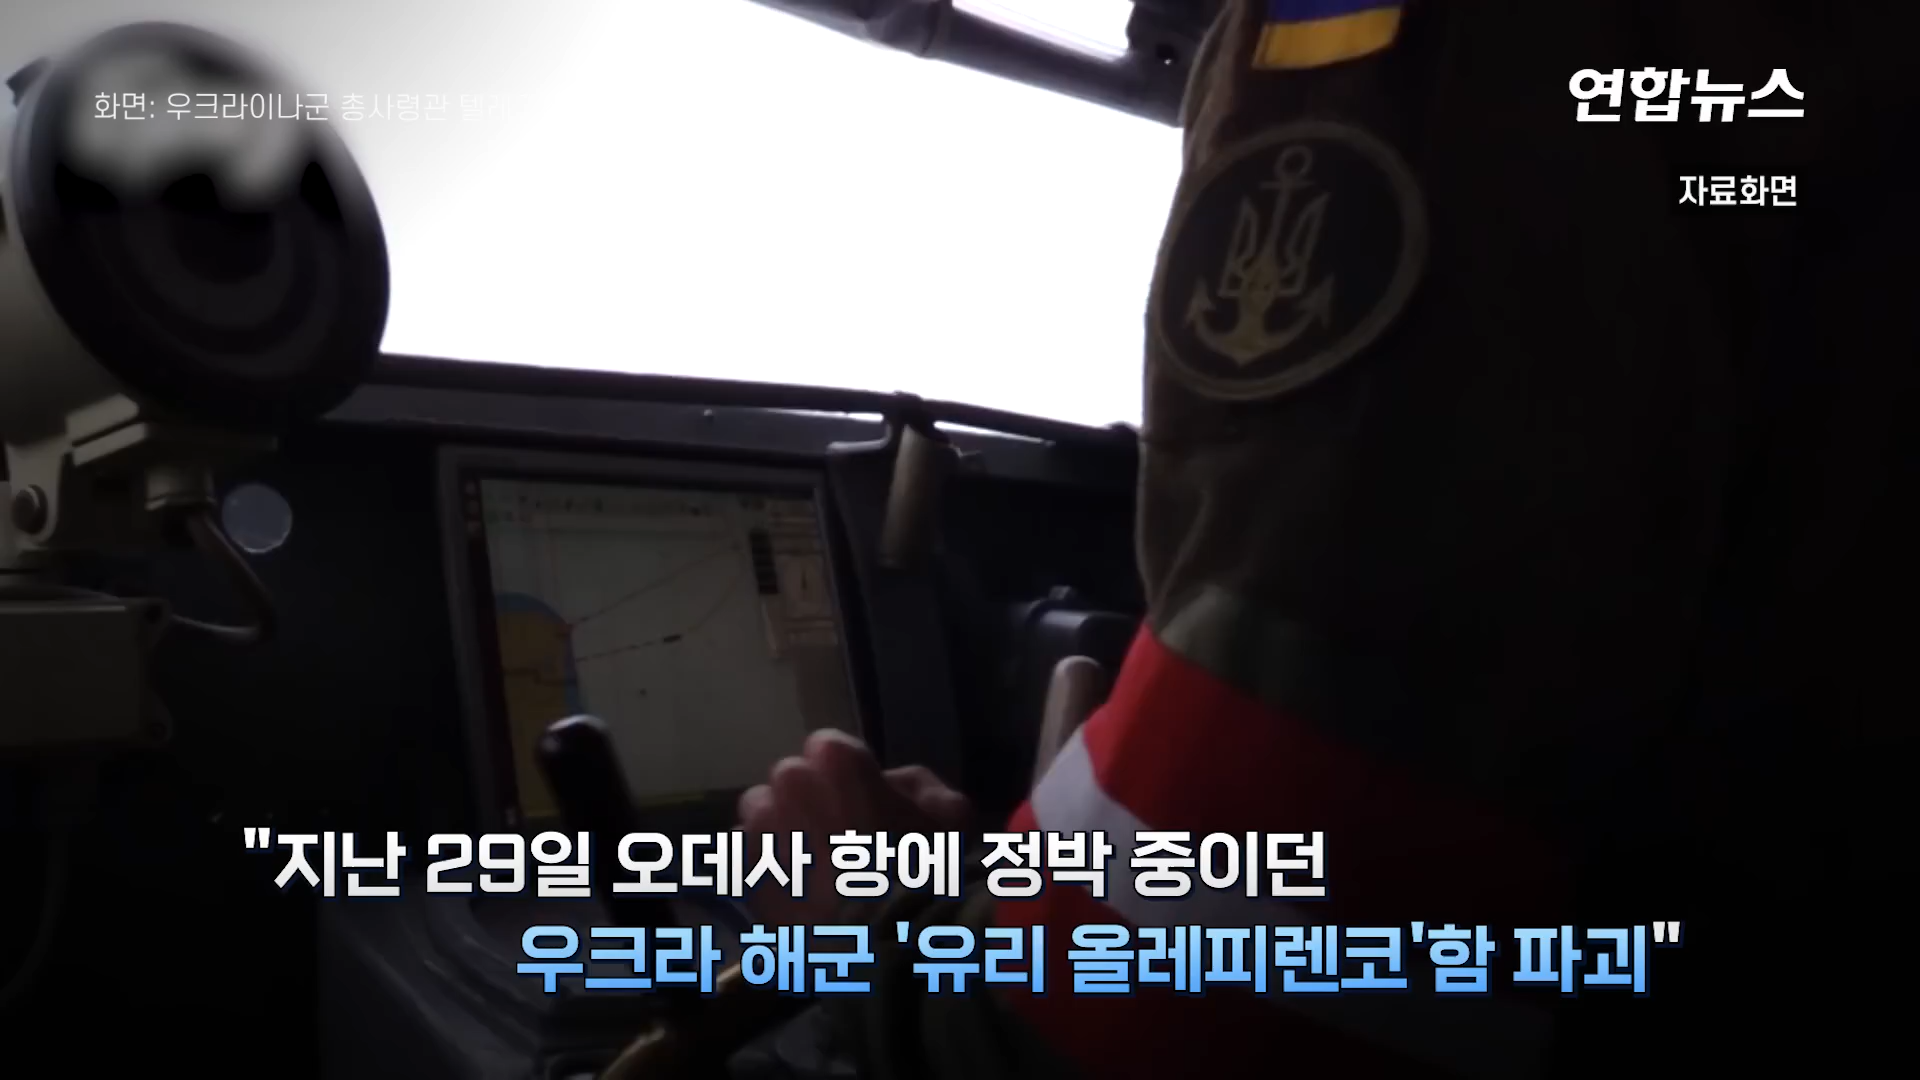 화면: 우크라이나군 총사령관
연합뉴스
자료화면
"지난 29일 오데사 항에 정박 중이던
우크라 해군 '유리 올레피렌코'함 파괴"